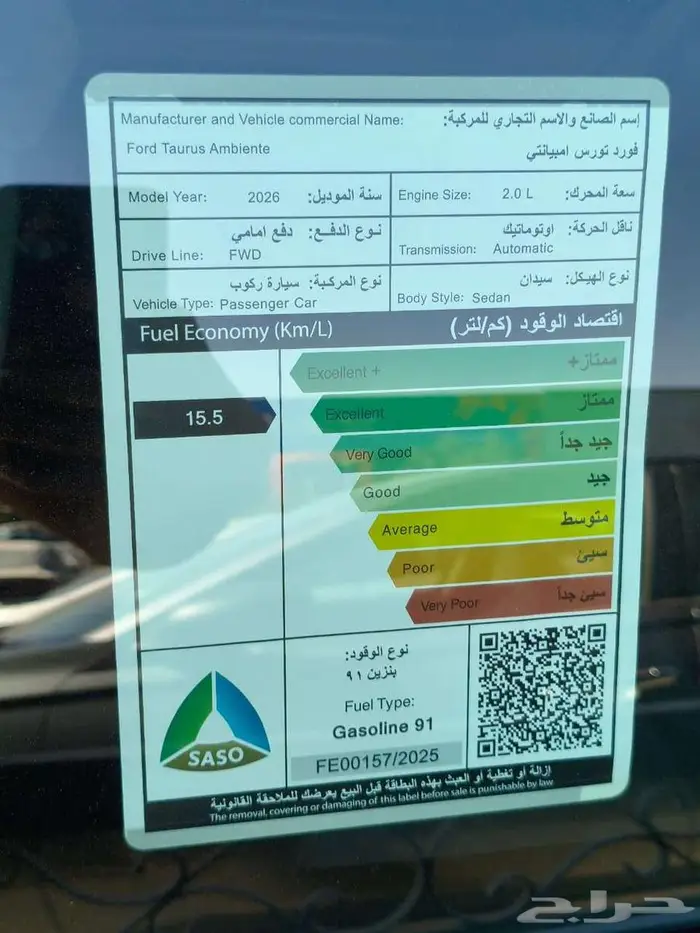 Manufacturer and Vehicle commercial Name: إسم الصانع والاسم التجاري للمركبة:
Ford Taurus Ambiente فورد تورس امبيانتي
Model Year: 2026 سنة الموديل:
Engine Size: 2.0 L سعة المحرك:
نوع الدفع: دفع امامي
Drive Line: FWD
ناقل الحركة: اوتوماتيك
Transmission: Automatic
نوع المركبة: سيارة ركوب
Vehicle Type: Passenger Car
نوع الهيكل: سيدان
Body Style: Sedan
Fuel Economy (Km/L) اقتصاد الوقود (كم/لتر)
15.5
Excellent + ممتاز+
Excellent ممتاز
Very Good جيد جداً
Good جيد
Average متوسط
Poor سيئ
Very Poor سيئ جداً
SASO
نوع الوقود:
بنزين ٩١
Fuel Type:
Gasoline 91
FE00157/2025
إزالة أو تغطية أو العبث بهذه البطاقة قبل البيع يعرضك للملاحقة القانونية
The removal, covering or damaging of this label before sale is punishable by law
حراج